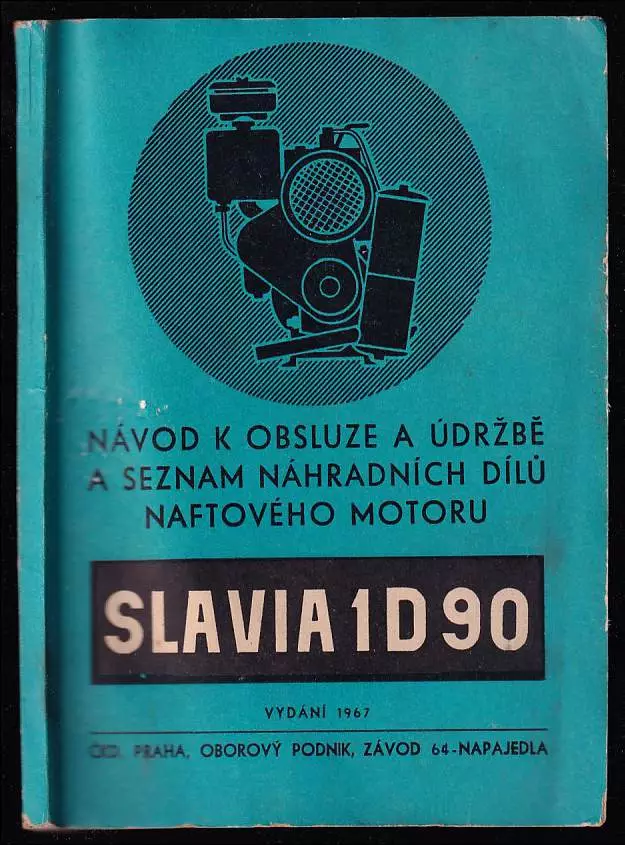 NÁVOD K OBSLUZE A ÚDRŽBĚ
A SEZNAM NÁHRADNÍCH DÍLŮ
NAFTOVÉHO MOTORU
SLAVIA 1D 90
VYDÁNÍ 1967
ČKD, PRAHA, OBOROVÝ PODNIK, ZÁVOD 64-NAPAJEDLA